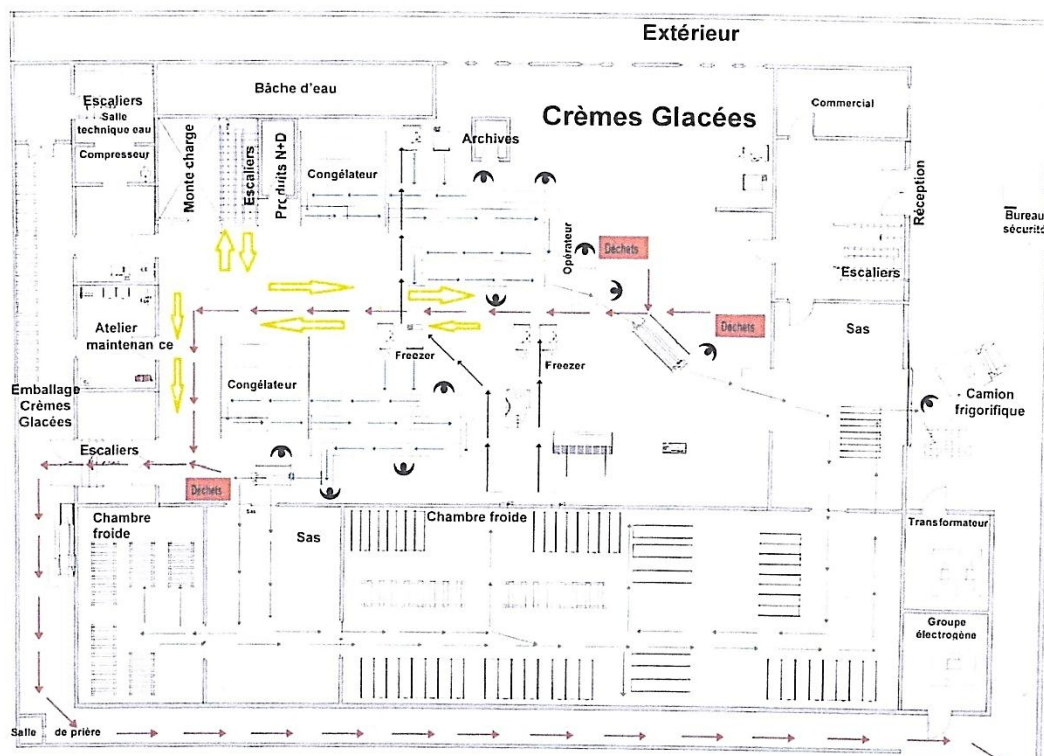 Extérieur
Bâche d'eau
Escaliers
Salle
technique eau
Compresseur
Monte charge
Escaliers
Produits N+D
Congélateur
Archives
Crèmes Glacées
Commercial
Réception
Bureau
sécurité
Opérateur
Déchets
Escaliers
Atelier
maintenance
Déchets
Sas
Freezer
Freezer
Congélateur
Emballage
Crèmes
Glacées
Camion
frigorifique
Escaliers
Déchets
Sas
Chambre
froide
Sas
Chambre froide
Transformateur
Groupe
électrogène
Salle de prière